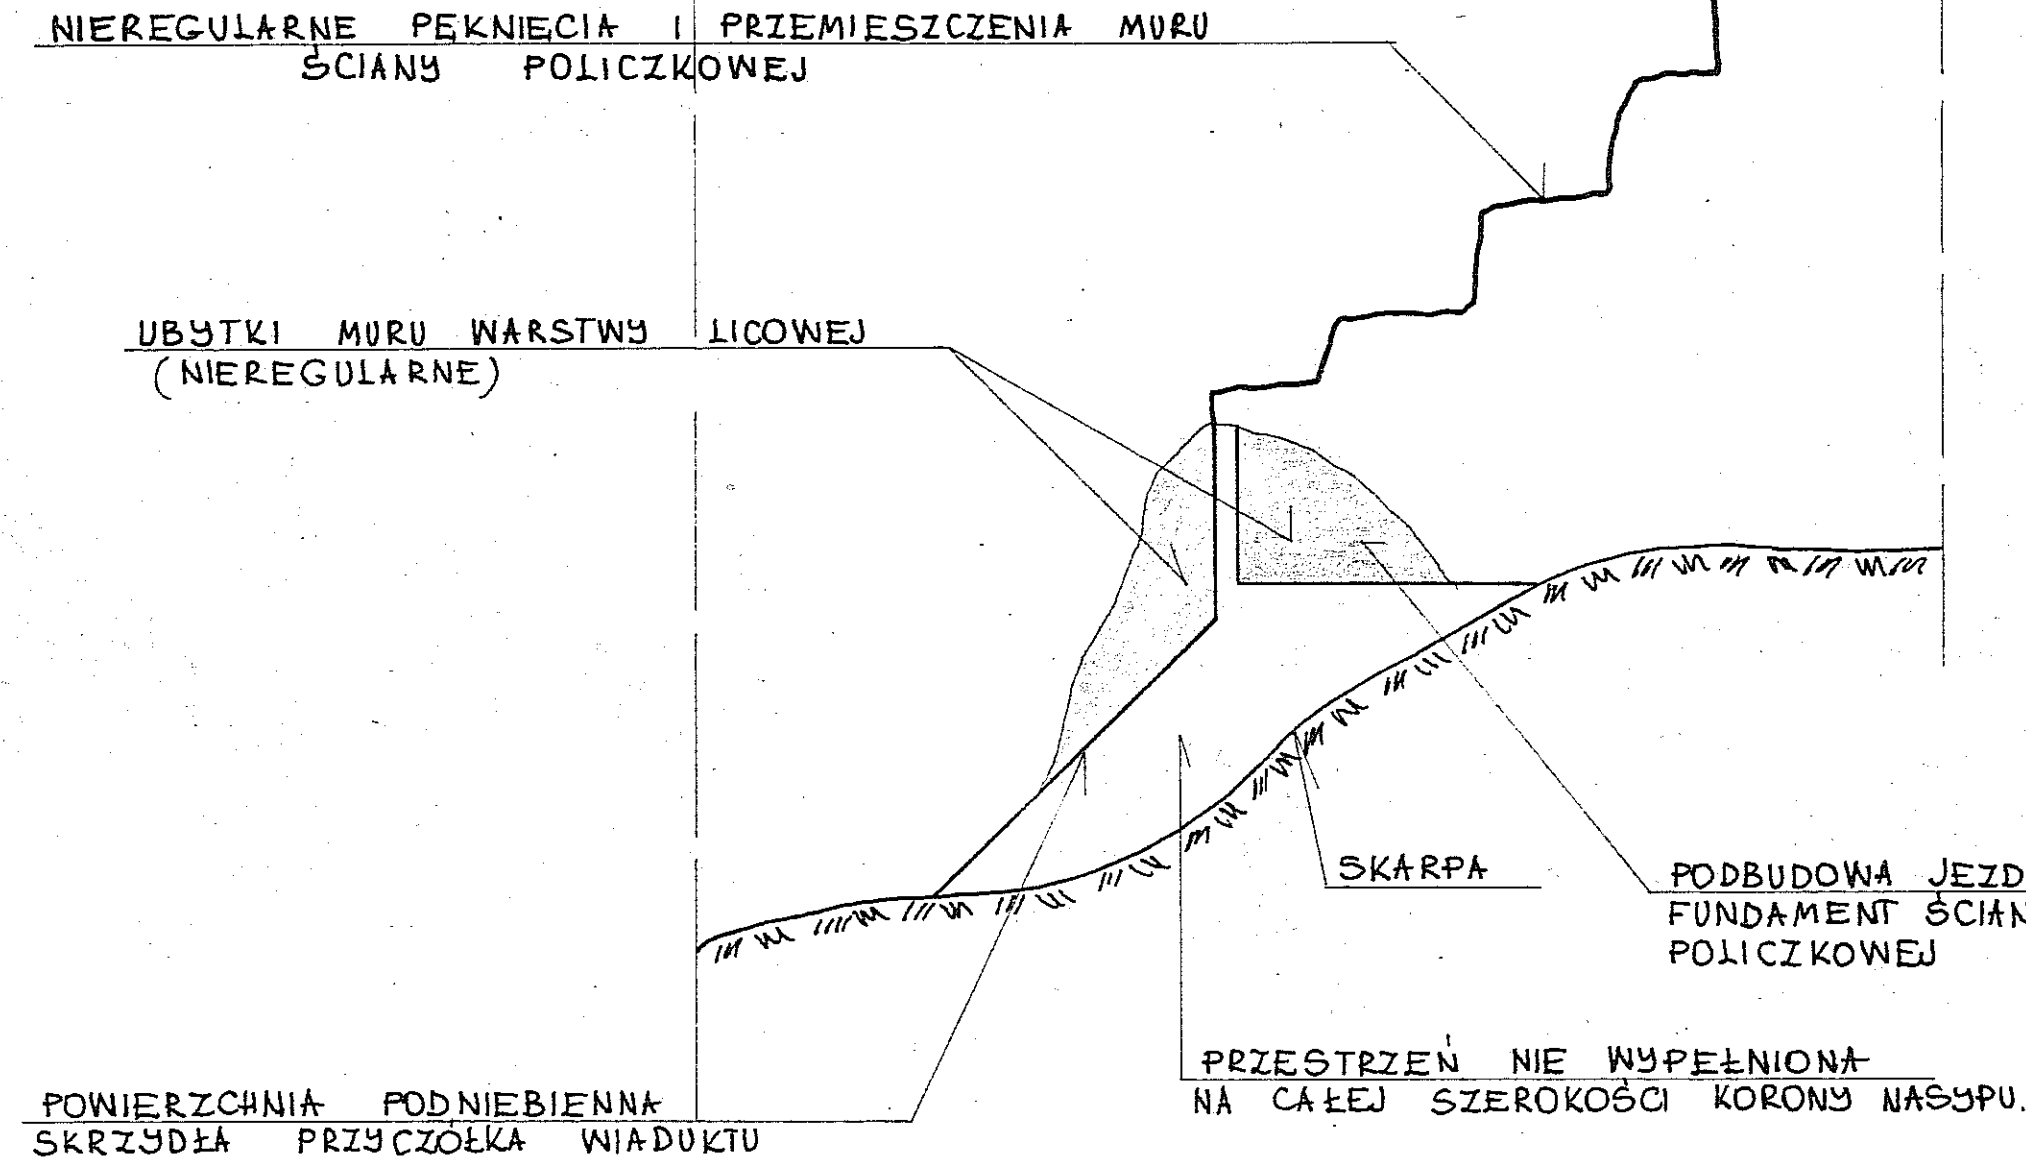 NIEREGULARNE PĘKNIĘCIA I PRZEMIESZCZENIA MURU
ŚCIANY POLICZKOWEJ
UBYTKI MURU WARSTWY LICOWEJ
(NIEREGULARNE)
SKARPA
PODBUDOWA JEZD
FUNDAMENT ŚCIAN
POLICZKOWEJ
PRZESTRZEŃ NIE WYPEŁNIONA
NA CAŁEJ SZEROKOŚCI KORONY NASYPU.
POWIERZCHNIA PODNIEBIENNA
SKRZYDŁA PRZYCZÓŁKA WIADUKTU